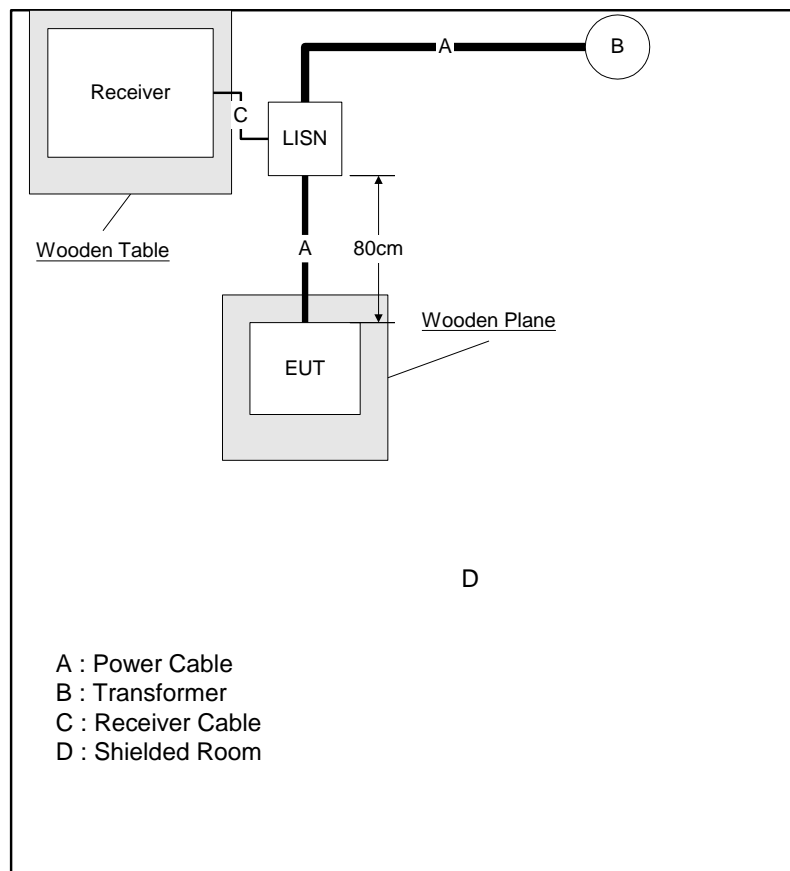 A
B
Receiver
C
LISN
Wooden Table
A
80cm
Wooden Plane
EUT
D
A : Power Cable
B : Transformer
C : Receiver Cable
D : Shielded Room